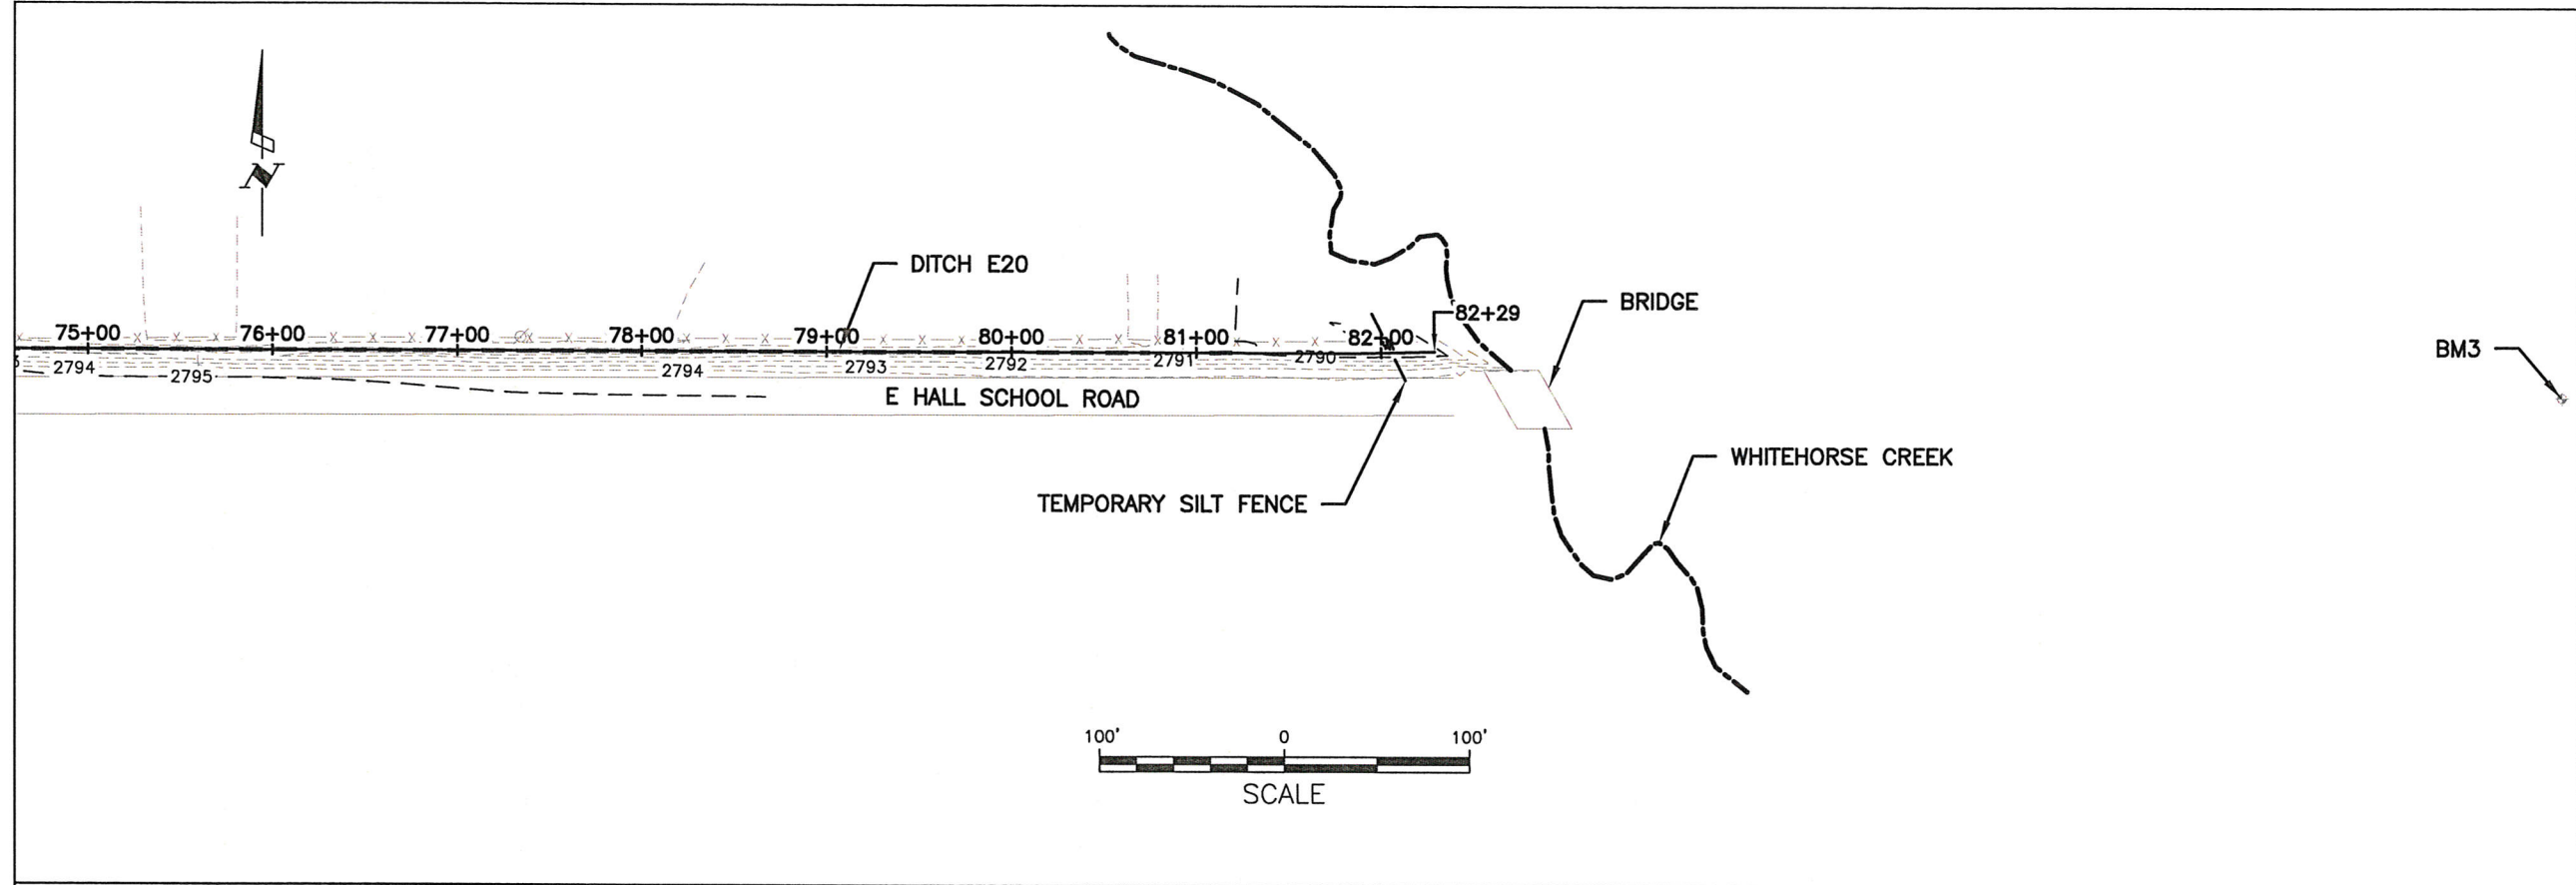 N
DITCH E20
82+29
BRIDGE
75+00 76+00 77+00 78+00 79+00 80+00 81+00 82+00
BM3
2794 2795 2794 2793 2792 2791 2790
E HALL SCHOOL ROAD
WHITEHORSE CREEK
TEMPORARY SILT FENCE
100' 0 100'
SCALE